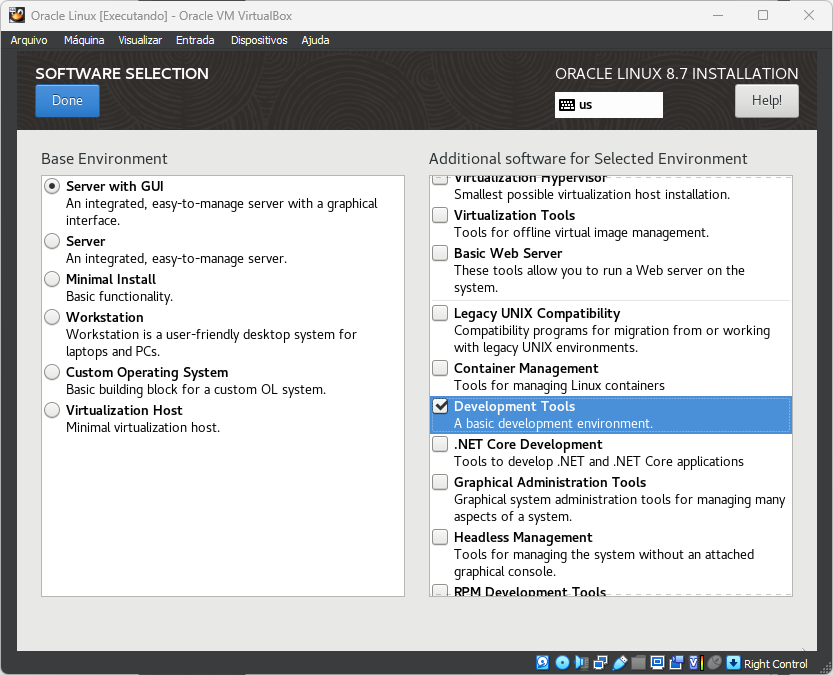 Oracle Linux [Executando] - Oracle VM VirtualBox
Arquivo Máquina Visualizar Entrada Dispositivos Ajuda
SOFTWARE SELECTION
ORACLE LINUX 8.7 INSTALLATION
Done
us
Help!
Base Environment
Server with GUI
An integrated, easy-to-manage server with a graphical
interface.
Server
An integrated, easy-to-manage server.
Minimal Install
Basic functionality.
Workstation
Workstation is a user-friendly desktop system for
laptops and PCs.
Custom Operating System
Basic building block for a custom OL system.
Virtualization Host
Minimal virtualization host.
Additional software for Selected Environment
Virtualization Hypervisor
Smallest possible virtualization host installation.
Virtualization Tools
Tools for offline virtual image management.
Basic Web Server
These tools allow you to run a Web server on the
system.
Legacy UNIX Compatibility
Compatibility programs for migration from or working
with legacy UNIX environments.
Container Management
Tools for managing Linux containers
Development Tools
A basic development environment.
.NET Core Development
Tools to develop .NET and .NET Core applications
Graphical Administration Tools
Graphical system administration tools for managing many
aspects of a system.
Headless Management
Tools for managing the system without an attached
graphical console.
RPM Development Tools
Right Control